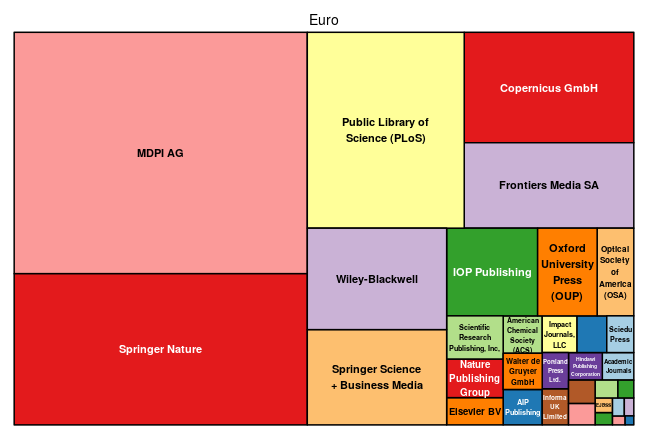 Euro
MDPI AG
Springer Nature
Public Library of
Science (PLoS)
Copernicus GmbH
Frontiers Media SA
Wiley-Blackwell
Springer Science
+ Business Media
IOP Publishing
Oxford
University
Press
(OUP)
Optical
Society
of
America
(OSA)
Scientific
Research
Publishing, Inc,
American
Chemical
Society
(ACS)
Impact
Journals,
LLC
Sciedu
Press
Nature
Publishing
Group
Walter de
Gruyter
GmbH
Portland
Press
Ltd.
Hindawi
Publishing
Corporation
Academic
Journals
Elsevier BV
AIP
Publishing
Informa
UK
Limited